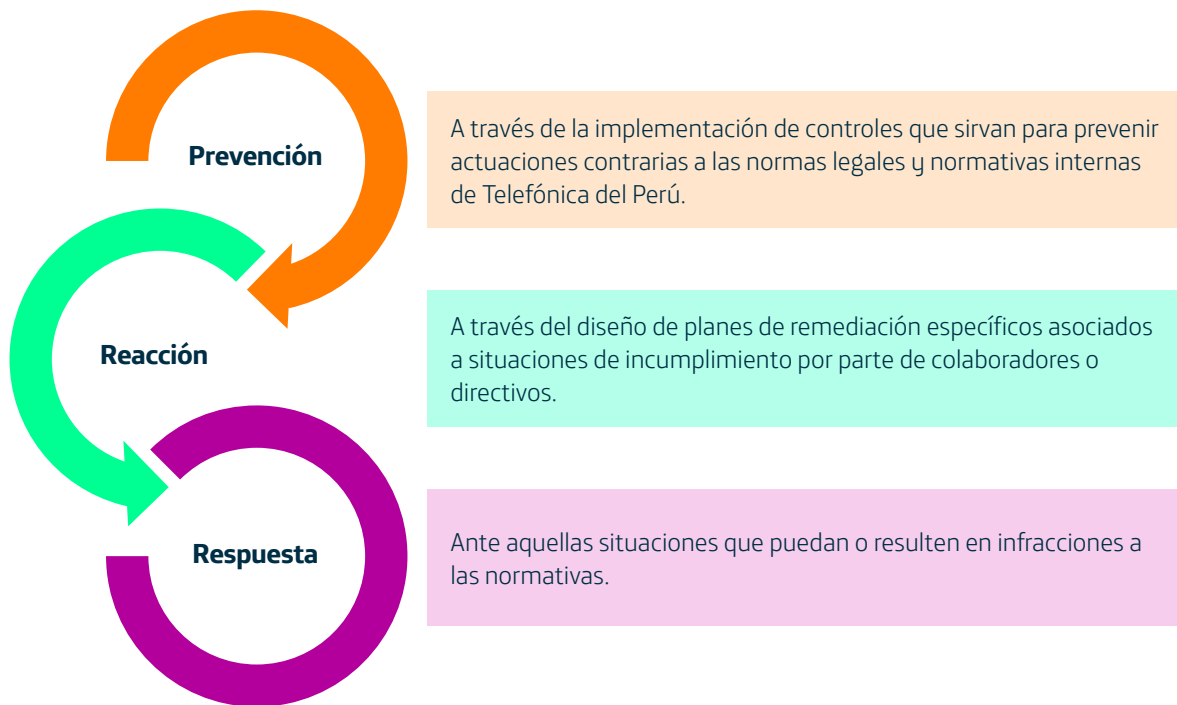 Prevención
A través de la implementación de controles que sirvan para prevenir
actuaciones contrarias a las normas legales y normativas internas
de Telefónica del Perú.
Reacción
A través del diseño de planes de remediación específicos asociados
a situaciones de incumplimiento por parte de colaboradores o
directivos.
Respuesta
Ante aquellas situaciones que puedan o resulten en infracciones a
las normativas.